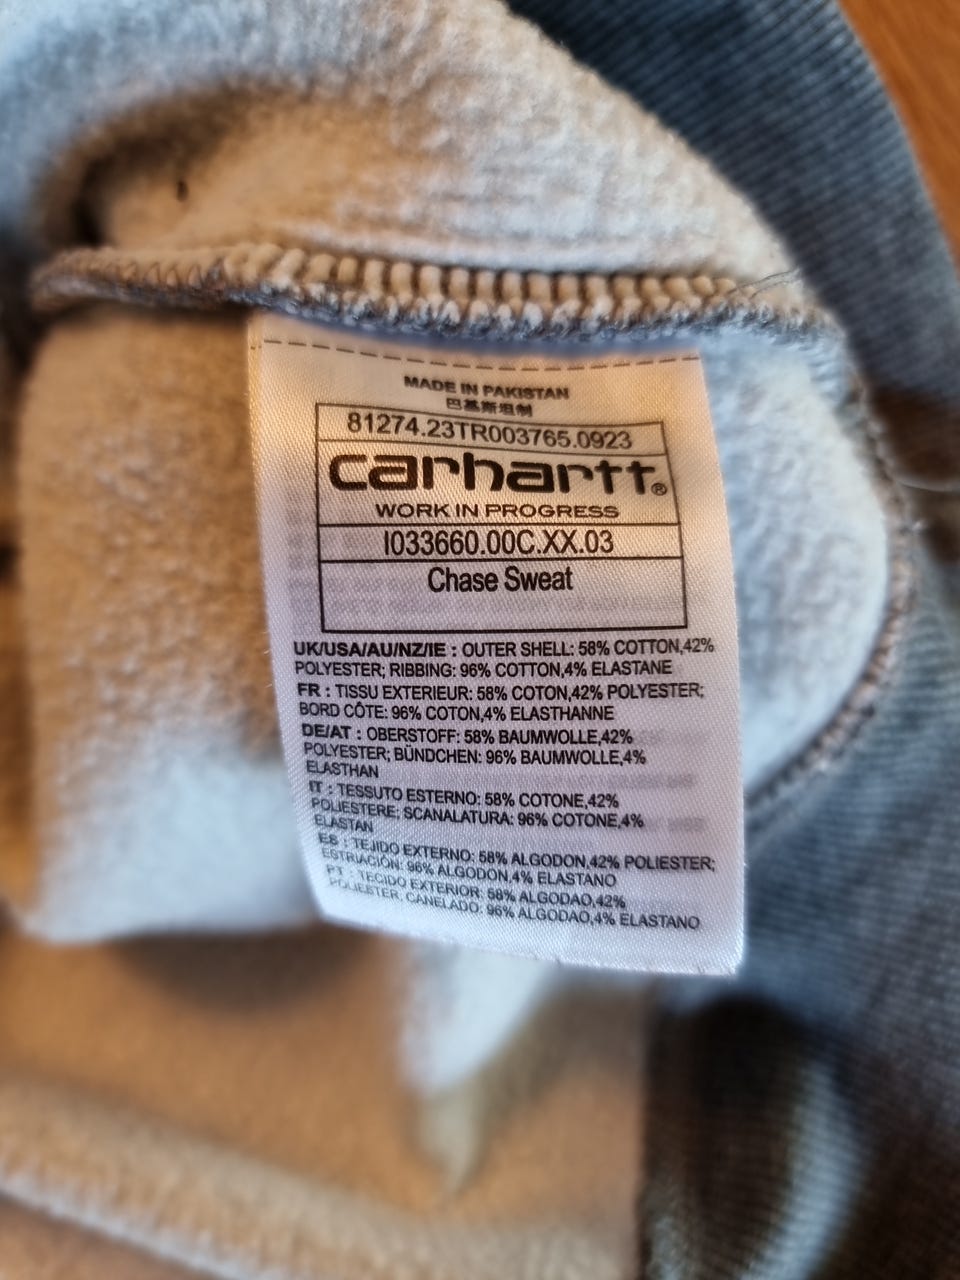 MADE IN PAKISTAN
巴基斯坦制
81274.23TR003765.0923
carhartt®
WORK IN PROGRESS
I033660.00C.XX.03
Chase Sweat
UK/USA/AU/NZ/IE : OUTER SHELL: 58% COTTON,42%
POLYESTER; RIBBING: 96% COTTON,4% ELASTANE
FR : TISSU EXTERIEUR: 58% COTON,42% POLYESTER;
BORD CÔTE: 96% COTON,4% ELASTHANNE
DE/AT : OBERSTOFF: 58% BAUMWOLLE,42%
POLYESTER; BÜNDCHEN: 96% BAUMWOLLE,4%
ELASTHAN
IT : TESSUTO ESTERNO: 58% COTONE,42%
POLIESTERE; SCANALATURA: 96% COTONE,4%
ELASTAN
ES : TEJIDO EXTERNO: 58% ALGODON,42% POLIESTER;
ESTRIACIÓN: 96% ALGODON,4% ELASTANO
PT : TECIDO EXTERIOR: 58% ALGODAO,42%
POLIESTER, CANELADO: 96% ALGODAO,4% ELASTANO